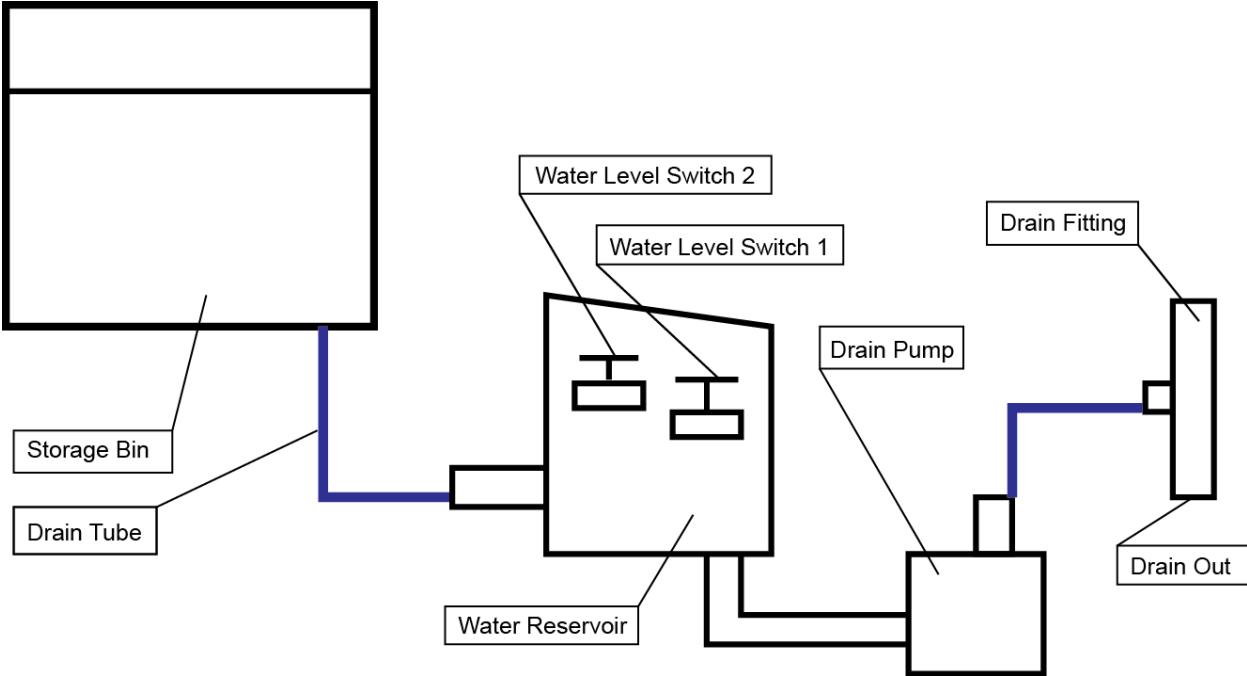 Water Level Switch 2
Water Level Switch 1
Drain Fitting
Drain Pump
Storage Bin
Drain Tube
Drain Out
Water Reservoir